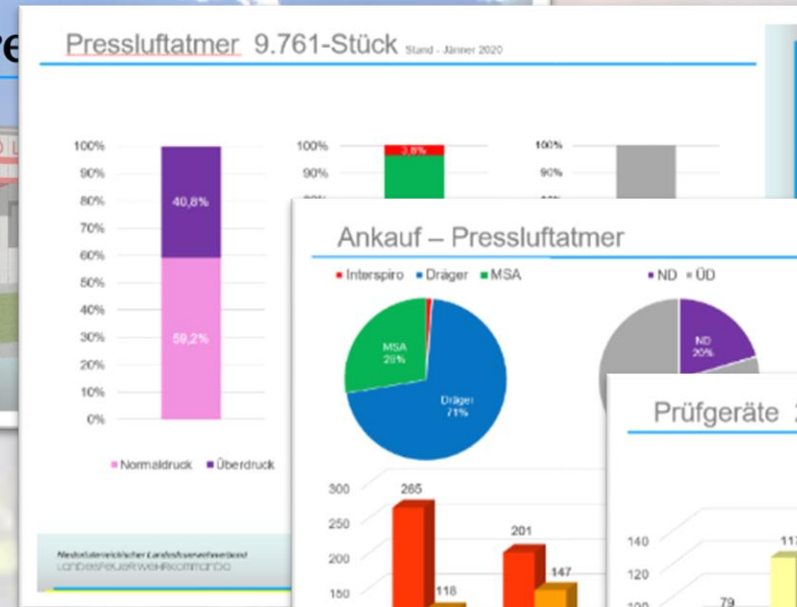 re
Pressluftatmer 9.761-Stück Stand - Jänner 2020
100%
90%
80%
70%
60%
50%
40%
30%
20%
10%
0%
40,8%
59,2%
Normaldruck Überdruck
100%
90%
3,8%
100%
90%
Niederösterreichischer Landesfeuerwehrverband
LANDESFEUERWEHRKOMMANDO
Ankauf – Pressluftatmer
Interspiro Dräger MSA
MSA
28%
Dräger
71%
ND ÜD
ND
20%
300
250
200
150
265
118
201
147
Prüfgeräte
140
120
100
79
117